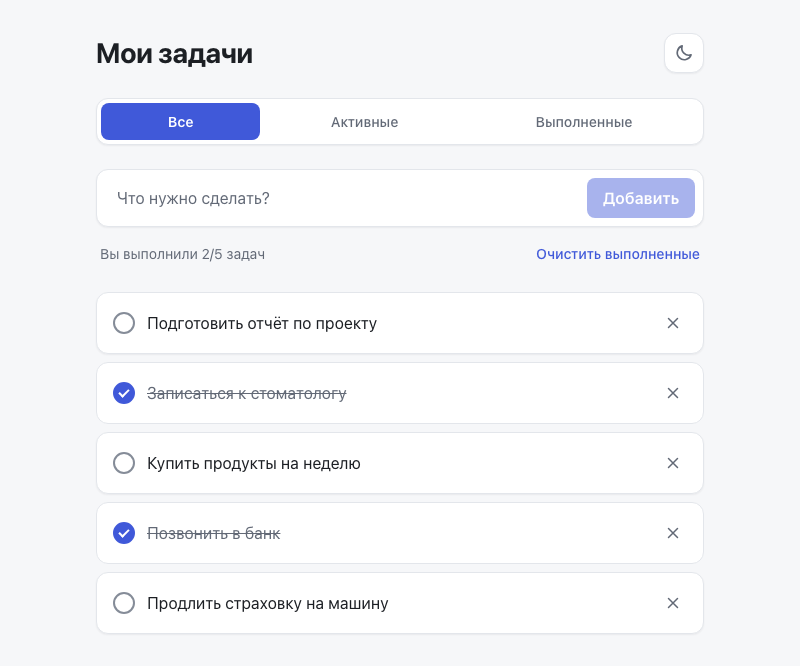 Мои задачи
Все Активные Выполненные
Что нужно сделать? Добавить
Вы выполнили 2/5 задач Очистить выполненные
Подготовить отчёт по проекту
Записаться к стоматологу
Купить продукты на неделю
Позвонить в банк
Продлить страховку на машину